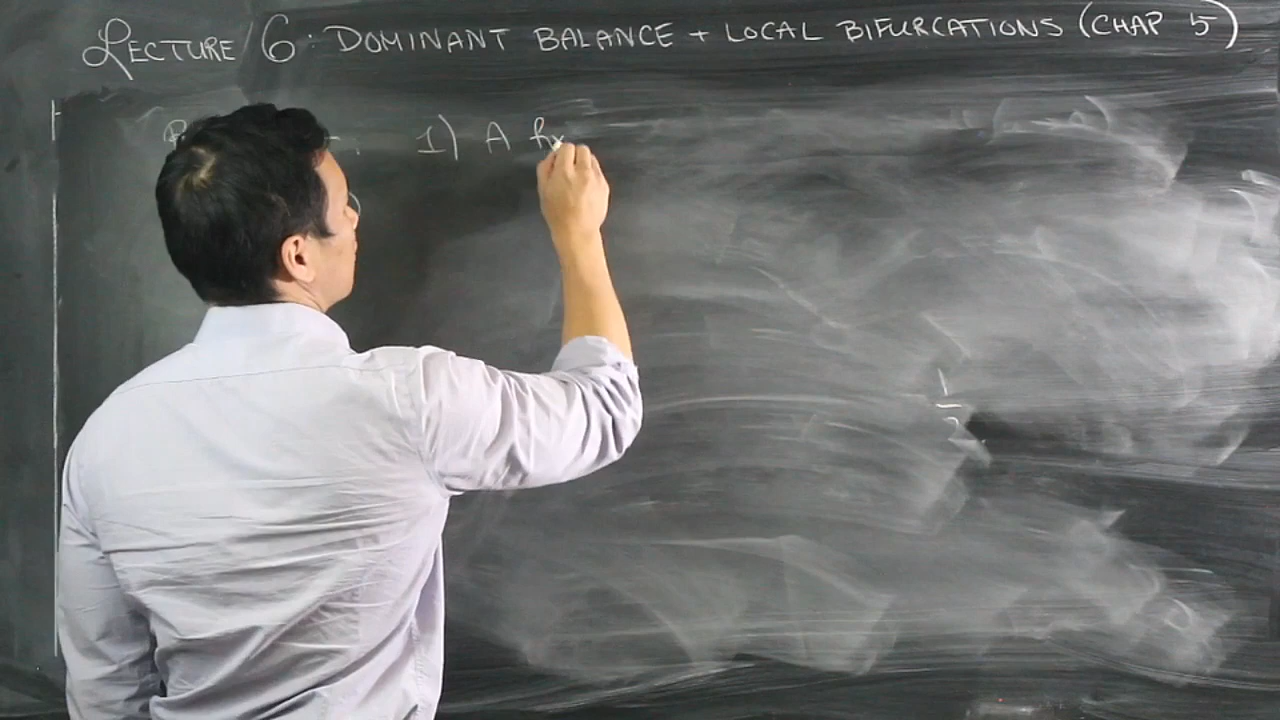 LECTURE 6: DOMINANT BALANCE + LOCAL BIFURCATIONS (CHAP 5)
1) A